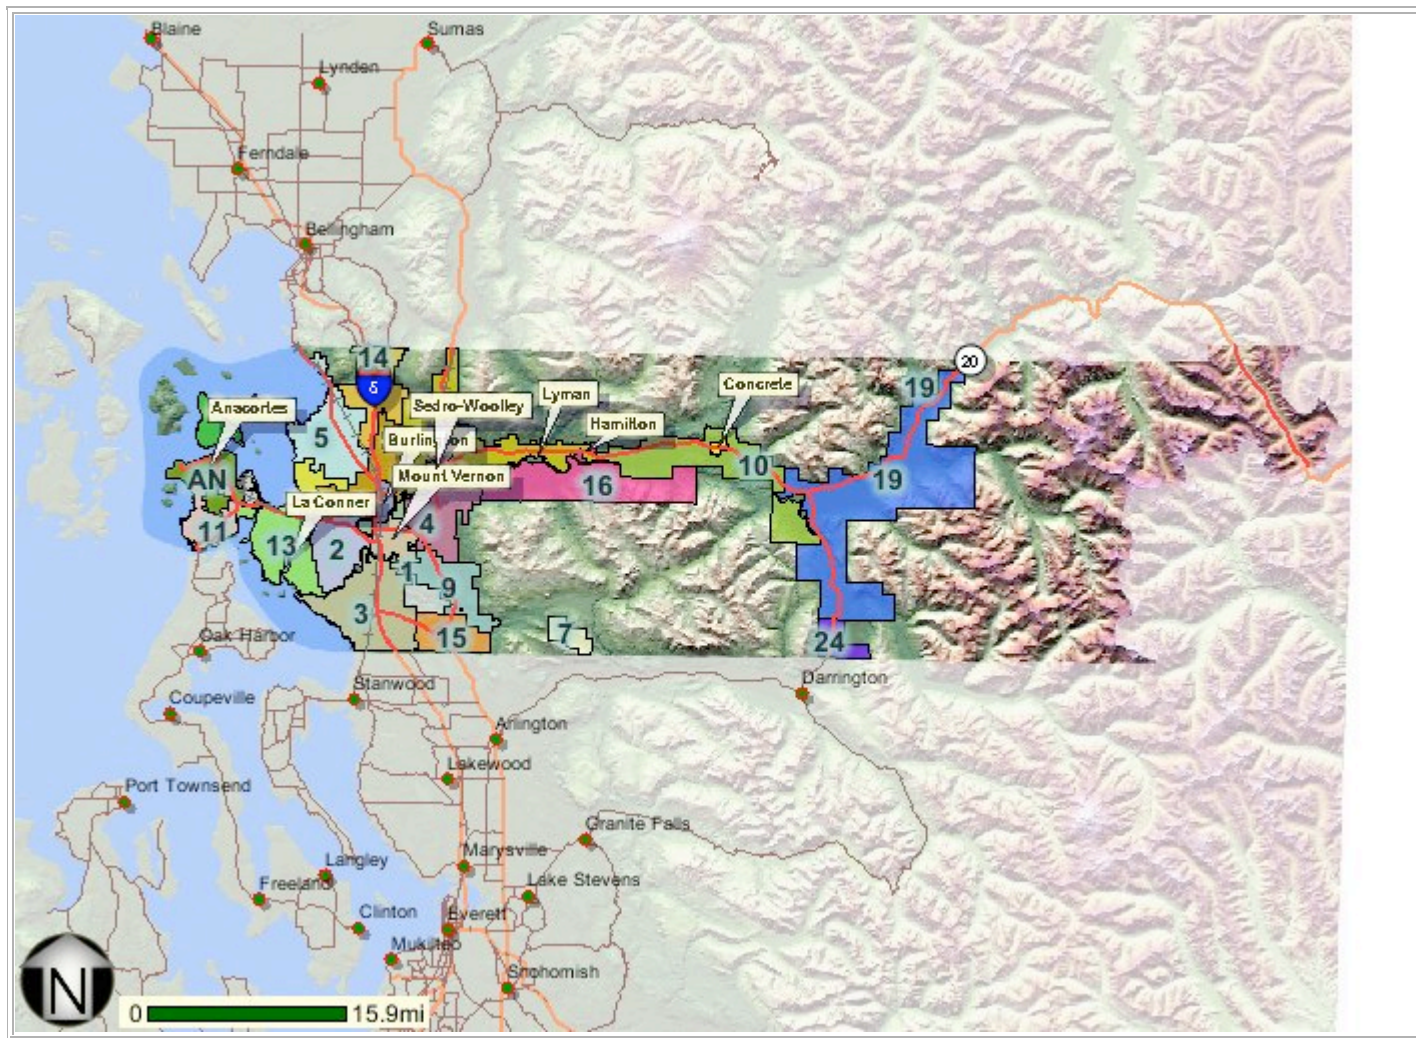 Blaine
Sumas
Lynden
Ferndale
Bellingham
14
5
20
19
Concrete
Lyman
Sedro-Woolley
Anacortes
Hamilton
5
Burlington
10
Mount Vernon
AN
19
16
La Conner
11
13
2
4
1
9
3
15
7
24
Oak Harbor
Darrington
Stanwood
Coupeville
Arlington
Lakewood
Port Townsend
Granite Falls
Marysville
Langley
Lake Stevens
Freeland
Clinton
Everett
Mukilteo
Snohomish
N
0 15.9mi